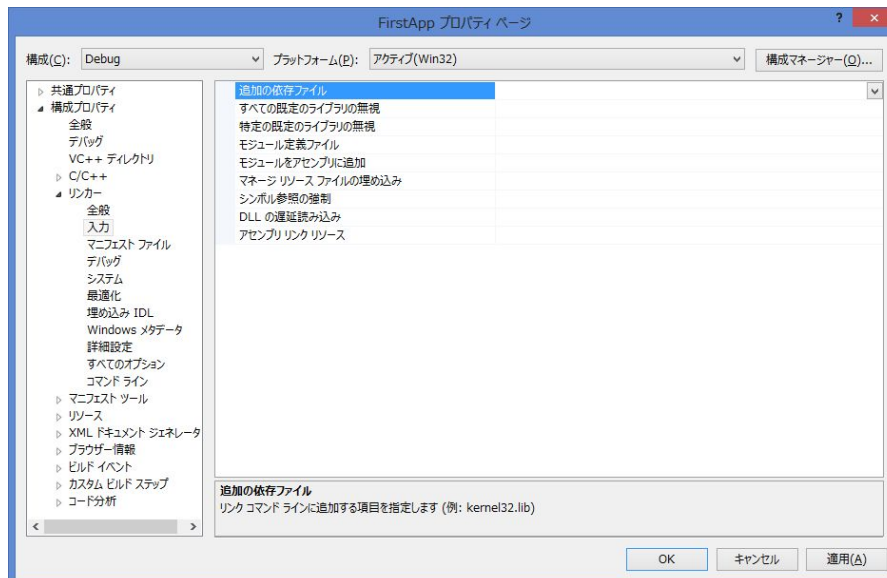 FirstApp プロパティ ページ
?
×
構成(C): Debug プラットフォーム(P): アクティブ(Win32) 構成マネージャー(O)...
共通プロパティ
構成プロパティ
全般
デバッグ
VC++ ディレクトリ
C/C++
リンカー
全般
入力
マニフェスト ファイル
デバッグ
システム
最適化
埋め込み IDL
Windows メタデータ
詳細設定
すべてのオプション
コマンド ライン
マニフェスト ツール
リソース
XML ドキュメント ジェネレータ
ブラウザー情報
ビルド イベント
カスタム ビルド ステップ
コード分析
追加の依存ファイル
すべての既定のライブラリの無視
特定の既定のライブラリの無視
モジュール定義ファイル
モジュールをアセンブリに追加
マネージ リソース ファイルの埋め込み
シンボル参照の強制
DLL の遅延読み込み
アセンブリ リンク リソース
追加の依存ファイル
リンク コマンド ラインに追加する項目を指定します (例: kernel32.lib)
OK キャンセル 適用(A)